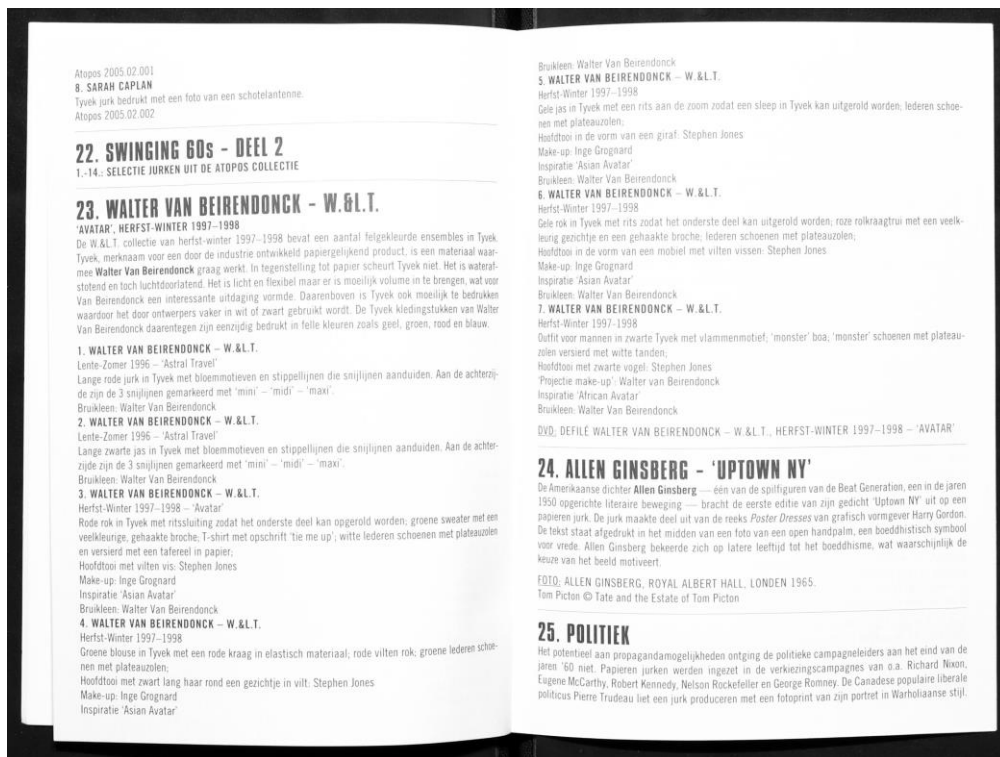 Atopos 2005.02.001
8. SARAH CAPLAN
Tyvek jurk bedrukt met een foto van een schotelantenne.
Atopos 2005.02.002
22. SWINGING 60s - DEEL 2
1.-14.: SELECTIE JURKEN UIT DE ATOPOS COLLECTIE
23. WALTER VAN BEIRENDONCK - W.&L.T.
'AVATAR', HERFST-WINTER 1997–1998
De W.&L.T. collectie van herfst-winter 1997–1998 bevat een aantal felgekleurde ensembles in Tyvek.
Tyvek, merknaam voor een door de industrie ontwikkeld papiergelijkend product, is een materiaal waar-
mee Walter Van Beirendonck graag werkt. In tegenstelling tot papier scheurt Tyvek niet. Het is wateraf-
stotend en toch luchtdoorlatend. Het is licht en flexibel maar er is moeilijk volume in te brengen, wat voor
Van Beirendonck een interessante uitdaging vormde. Daarenboven is Tyvek ook moeilijk te bedrukken
waardoor het door ontwerpers vaker in wit of zwart gebruikt wordt. De Tyvek kledingstukken van Walter
Van Beirendonck daarentegen zijn eenzijdig bedrukt in felle kleuren zoals geel, groen, rood en blauw.
1. WALTER VAN BEIRENDONCK – W.&L.T.
Lente-Zomer 1996 – 'Astral Travel'
Lange rode jurk in Tyvek met bloemmotieven en stippellijnen die snijlijnen aanduiden. Aan de achterzij-
de zijn de 3 snijlijnen gemarkeerd met 'mini' – 'midi' – 'maxi'.
Bruikleen: Walter Van Beirendonck
2. WALTER VAN BEIRENDONCK – W.&L.T.
Lente-Zomer 1996 – 'Astral Travel'
Lange zwarte jas in Tyvek met bloemmotieven en stippellijnen die snijlijnen aanduiden. Aan de achter-
zijde zijn de 3 snijlijnen gemarkeerd met 'mini' – 'midi' – 'maxi'.
Bruikleen: Walter Van Beirendonck
3. WALTER VAN BEIRENDONCK – W.&L.T.
Herfst-Winter 1997–1998 – 'Avatar'
Rode rok in Tyvek met ritssluiting zodat het onderste deel kan opgerold worden; groene sweater met een
veelkleurige, gehaakte broche; T-shirt met opschrift 'tie me up'; witte lederen schoenen met plateauzolen
en versierd met een tafereel in papier;
Hoofdtooi met vilten vis: Stephen Jones
Make-up: Inge Grognard
Inspiratie 'Asian Avatar'
Bruikleen: Walter Van Beirendonck
4. WALTER VAN BEIRENDONCK – W.&L.T.
Herfst-Winter 1997–1998
Groene blouse in Tyvek met een rode kraag in elastisch materiaal; rode vilten rok; groene lederen schoe-
nen met plateauzolen;
Hoofdtooi met zwart lang haar rond een gezichtje in vilt: Stephen Jones
Make-up: Inge Grognard
Inspiratie 'Asian Avatar'
Bruikleen: Walter Van Beirendonck
5. WALTER VAN BEIRENDONCK – W.&L.T.
Herfst-Winter 1997–1998
Gele jas in Tyvek met een rits aan de zoom zodat een sleep in Tyvek kan uitgerold worden; lederen schoe-
nen met plateauzolen;
Hoofdtooi in de vorm van een giraf: Stephen Jones
Make-up: Inge Grognard
Inspiratie 'Asian Avatar'
Bruikleen: Walter Van Beirendonck
6. WALTER VAN BEIRENDONCK – W.&L.T.
Herfst-Winter 1997–1998
Gele rok in Tyvek met rits zodat het onderste deel kan uitgerold worden; roze rolkraagtrui met een veelk-
leurig gezichtje en een gehaakte broche; lederen schoenen met plateauzolen;
Hoofdtooi in de vorm van een mobiel met vilten vissen: Stephen Jones
Make-up: Inge Grognard
Inspiratie 'Asian Avatar'
Bruikleen: Walter Van Beirendonck
7. WALTER VAN BEIRENDONCK – W.&L.T.
Herfst-Winter 1997–1998
Outfit voor mannen in zwarte Tyvek met vlammenmotief; 'monster' boa; 'monster' schoenen met plateau-
zolen versierd met witte tanden;
Hoofdtooi met zwarte vogel: Stephen Jones
'Projectie make-up': Walter Van Beirendonck
Inspiratie 'African Avatar'
Bruikleen: Walter Van Beirendonck
DVD: DEFILÉ WALTER VAN BEIRENDONCK – W.&L.T., HERFST-WINTER 1997–1998 – 'AVATAR'
24. ALLEN GINSBERG - 'UPTOWN NY'
De Amerikaanse dichter Allen Ginsberg — één van de spilfiguren van de Beat Generation, een in de jaren
1950 opgerichte literaire beweging — bracht de eerste editie van zijn gedicht 'Uptown NY' uit op een
papieren jurk. De jurk maakte deel uit van de reeks Poster Dresses van grafisch vormgever Harry Gordon.
De tekst staat afgedrukt in het midden van een foto van een open handpalm, een boeddhistisch symbool
voor vrede. Allen Ginsberg bekeerde zich op latere leeftijd tot het boeddhisme, wat waarschijnlijk de
keuze van het beeld motiveert.
FOTO: ALLEN GINSBERG, ROYAL ALBERT HALL, LONDEN 1965.
Tom Picton © Tate and the Estate of Tom Picton
25. POLITIEK
Het potentieel aan propagandamogelijkheden ontging de politieke campagneleiders aan het eind van de
jaren '60 niet. Papieren jurken werden ingezet in de verkiezingscampagnes van o.a. Richard Nixon,
Eugene McCarthy, Robert Kennedy, Nelson Rockefeller en George Romney. De Canadese populaire liberale
politicus Pierre Trudeau liet een jurk produceren met een fotoprint van zijn portret in Warholiaanse stijl.